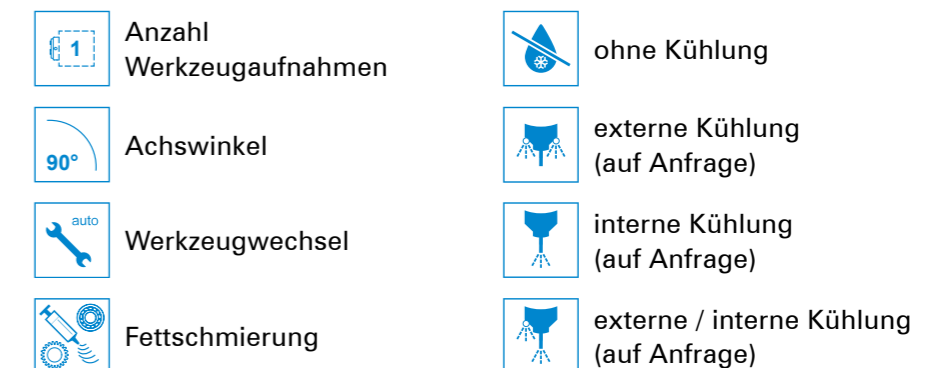 1
Anzahl
Werkzeugaufnahmen
90°
Achswinkel
auto
Werkzeugwechsel
Fettschmierung
ohne Kühlung
externe Kühlung
(auf Anfrage)
interne Kühlung
(auf Anfrage)
externe / interne Kühlung
(auf Anfrage)